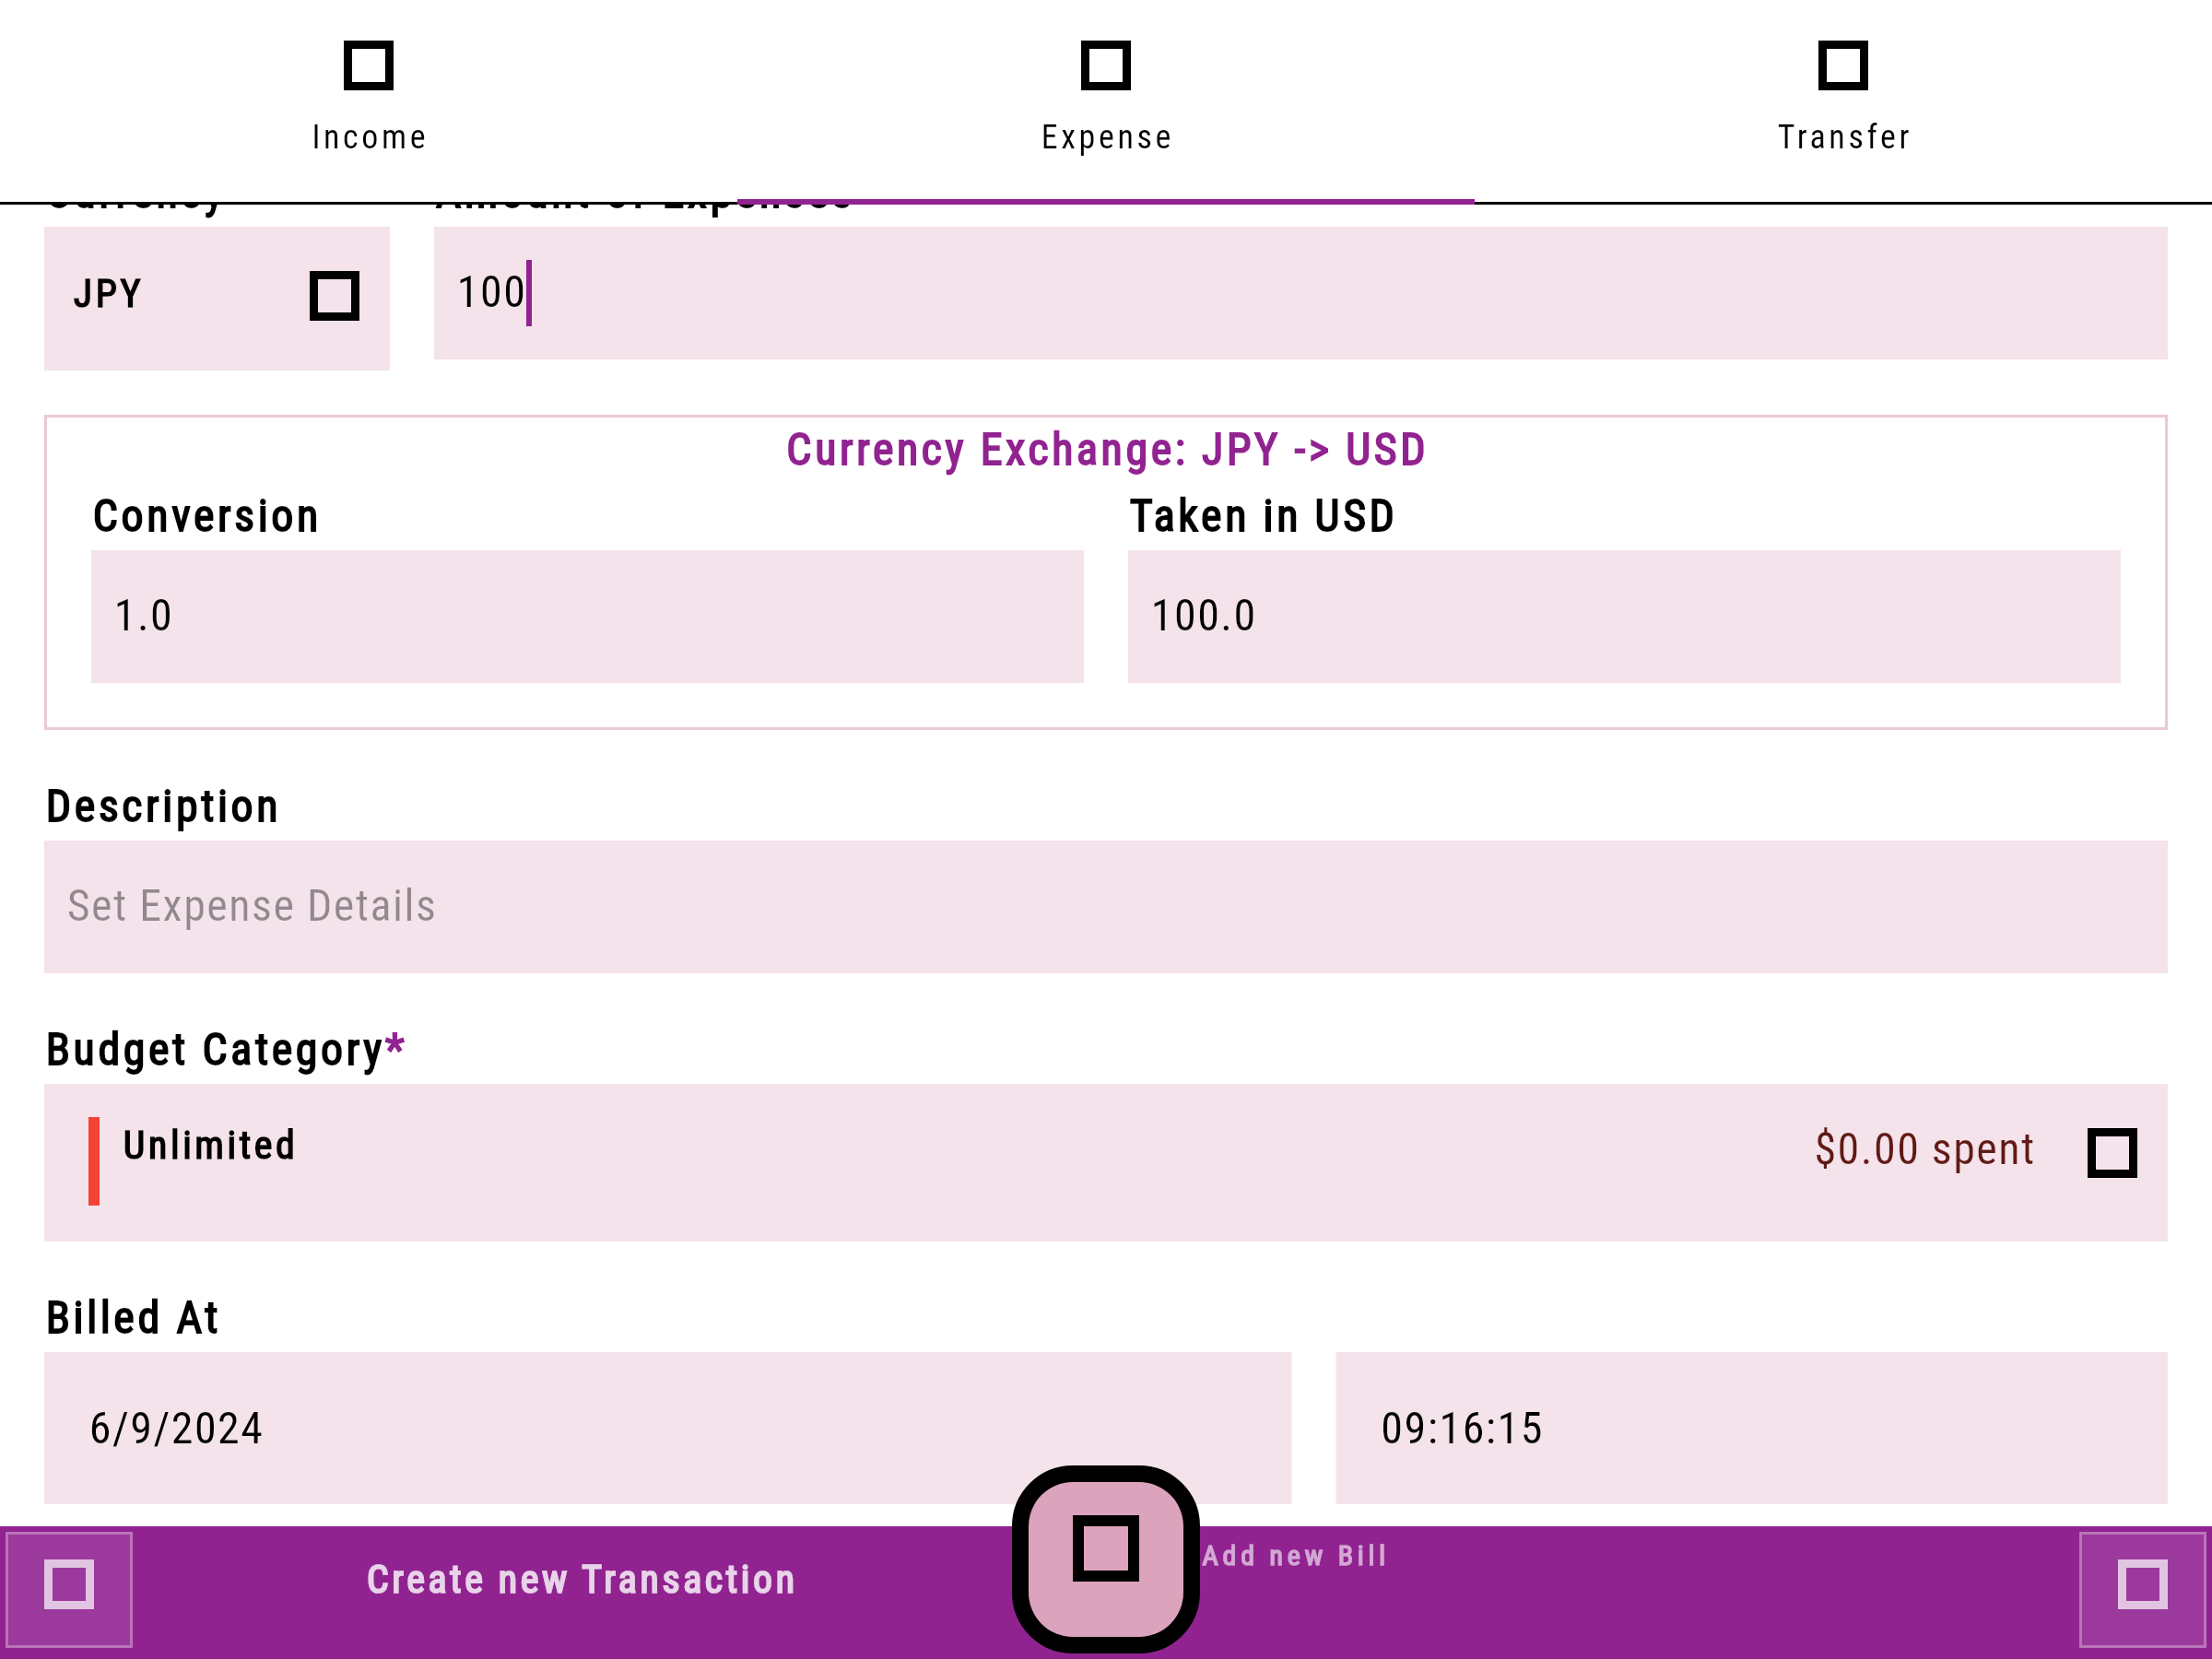 Income
Expense
Transfer
JPY
100
Currency Exchange: JPY -> USD
Conversion
Taken in USD
1.0
100.0
Description
Set Expense Details
Budget Category*
Unlimited
$0.00 spent
Billed At
6/9/2024
09:16:15
Create new Transaction
Add new Bill